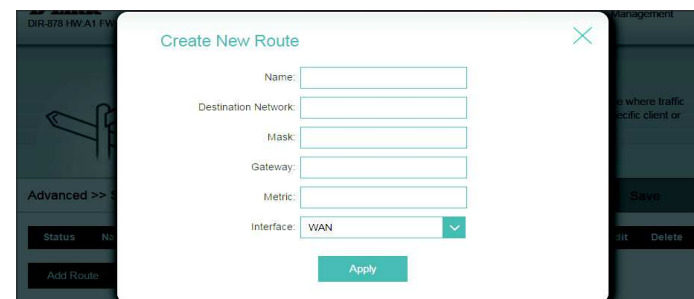 DIR-878 HW:A1 FW
Management
Create New Route
Name:
Destination Network:
e where traffic
ecific client or
Mask:
Gateway:
Metric:
Advanced >> S
Save
Interface: WAN
Status Na
dit Delete
Add Route
Apply